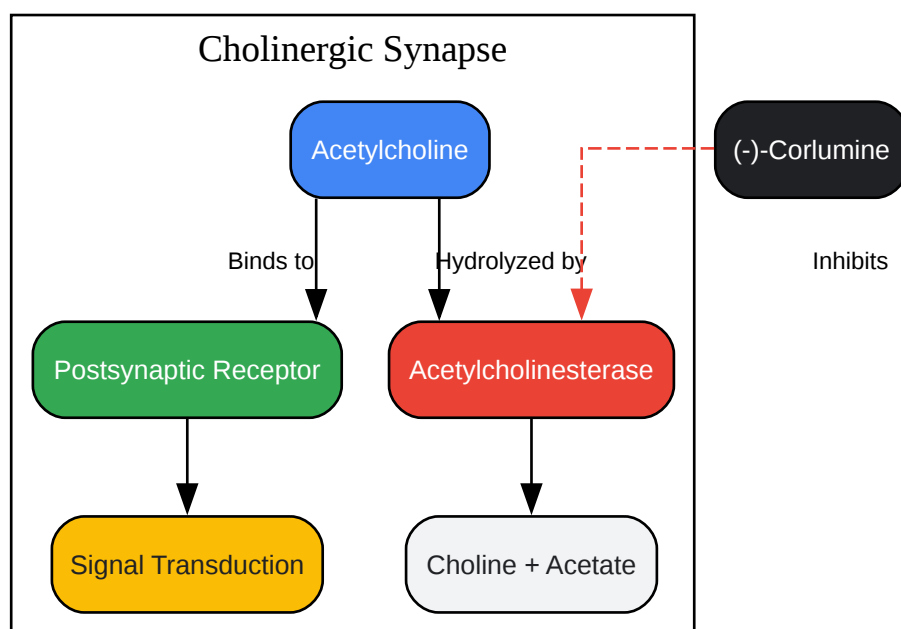 Cholinergic Synapse
Acetylcholine
(-)-Corlumine
Binds to
Hydrolyzed by
Inhibits
Postsynaptic Receptor
Acetylcholinesterase
Signal Transduction
Choline + Acetate